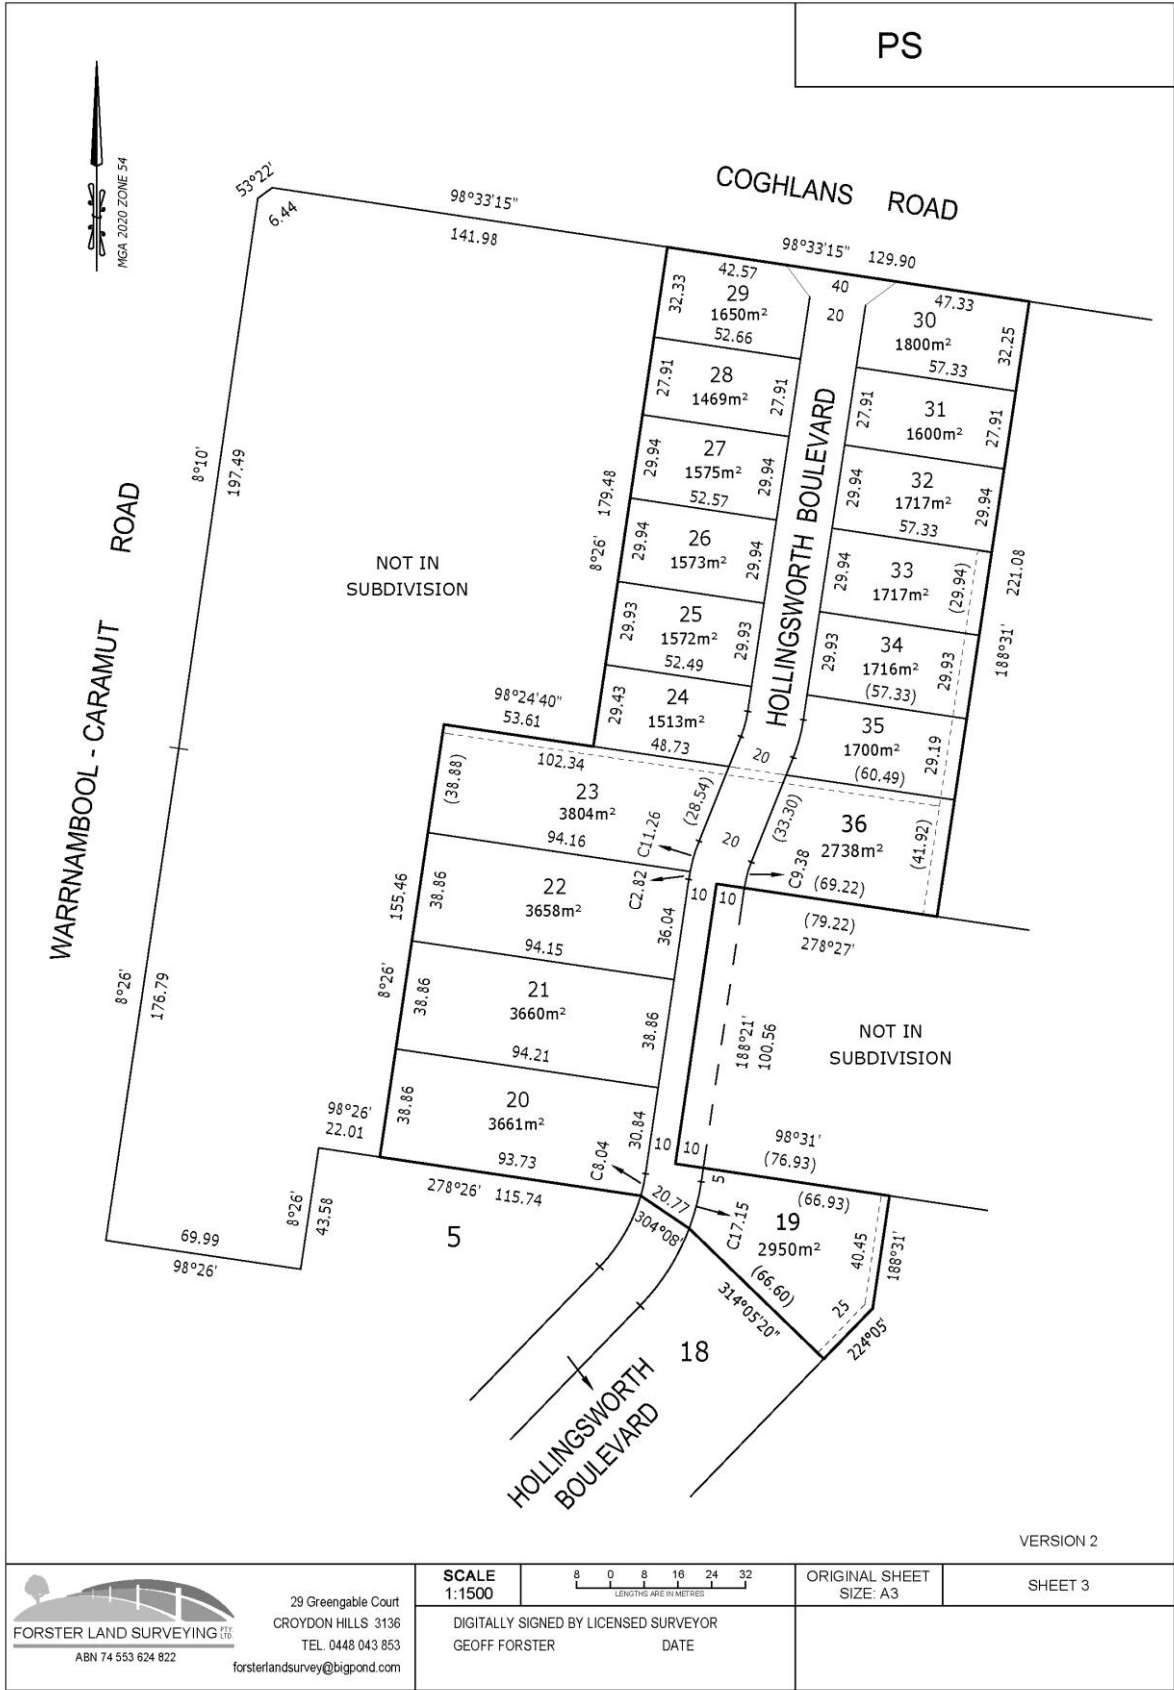 PS
MGA 2020 ZONE 54
COGHLANS ROAD
53°22'
6.44
98°33'15"
141.98
98°33'15" 129.90
42.57
40
47.33
32.33
29
1650m²
52.66
20
30
1800m²
57.33
32.25
27.91
28
1469m²
27.91
27.91
31
1600m²
27.91
29.94
27
1575m²
52.57
29.94
29.94
32
1717m²
57.33
29.94
8°26' 179.48
29.94
26
1573m²
29.94
29.94
33
1717m²
(29.94)
188°31' 221.08
29.93
25
1572m²
52.49
29.93
29.93
34
1716m²
(57.33)
29.93
29.43
24
1513m²
48.73
20
35
1700m²
(60.49)
29.19
HOLLINGSWORTH BOULEVARD
8°10'
197.49
WARRNAMBOOL - CARAMUT ROAD
NOT IN
SUBDIVISION
98°24'40"
53.61
102.34
(38.88)
23
3804m²
94.16
(28.54)
C11.26
C2.82
20
(33.30)
36
2738m²
(69.22)
(41.92)
C9.38
10
10
(79.22)
278°27'
8°26' 155.46
38.86
22
3658m²
94.15
36.04
38.86
21
3660m²
94.21
38.86
188°21'
100.56
NOT IN
SUBDIVISION
8°26'
176.79
38.86
20
3661m²
93.73
30.84
C8.04
10
10
98°31'
(76.93)
98°26'
22.01
278°26' 115.74
20.77
304°08'
5
C17.15
(66.93)
19
2950m²
(66.60)
40.45
188°31'
25
224°05'
314°05'20"
8°26'
43.58
69.99
98°26'
5
18
HOLLINGSWORTH
BOULEVARD
VERSION 2
FORSTER LAND SURVEYING PTY. LTD.
ABN 74 553 624 822
29 Greengable Court
CROYDON HILLS 3136
TEL. 0448 043 853
forsterlandsurvey@bigpond.com
SCALE
1:1500
8 0 8 16 24 32
LENGTHS ARE IN METRES
DIGITALLY SIGNED BY LICENSED SURVEYOR
GEOFF FORSTER DATE
ORIGINAL SHEET
SIZE: A3
SHEET 3